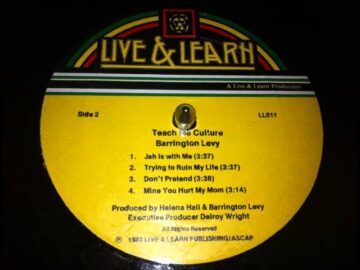 LIVE & LEARN
A Live & Learn Production
Side 2
LL011
Teach Me Culture
Barrington Levy
1. Jah is with Me (3:37)
2. Trying to Ruin My Life (3:37)
3. Don't Pretend (3:38)
4. Mine You Hurt My Mom (3:14)
Produced by Helena Hall & Barrington Levy
Executive Producer Delroy Wright
All Rights Reserved
℗ 1983 LIVE & LEARN PUBLISHING/ASCAP